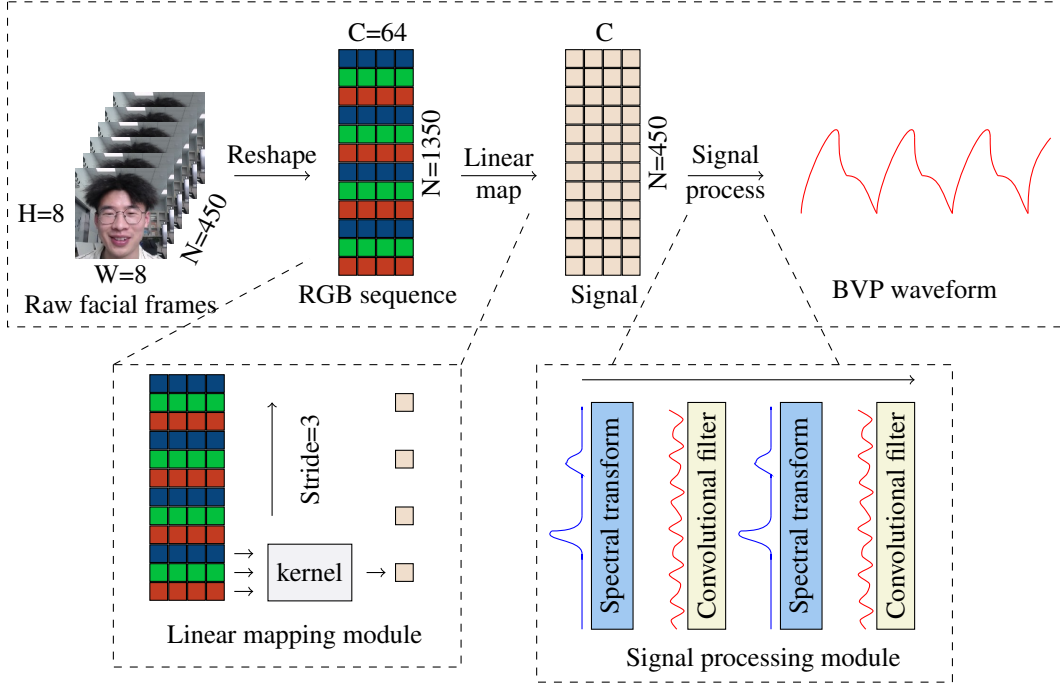 C=64
C
H=8
W=8
N=450
Raw facial frames
Reshape
N=1350
RGB sequence
Linear
map
N=450
Signal
Signal
process
BVP waveform
Stride=3
kernel
Linear mapping module
Spectral transform
Convolutional filter
Spectral transform
Convolutional filter
Signal processing module